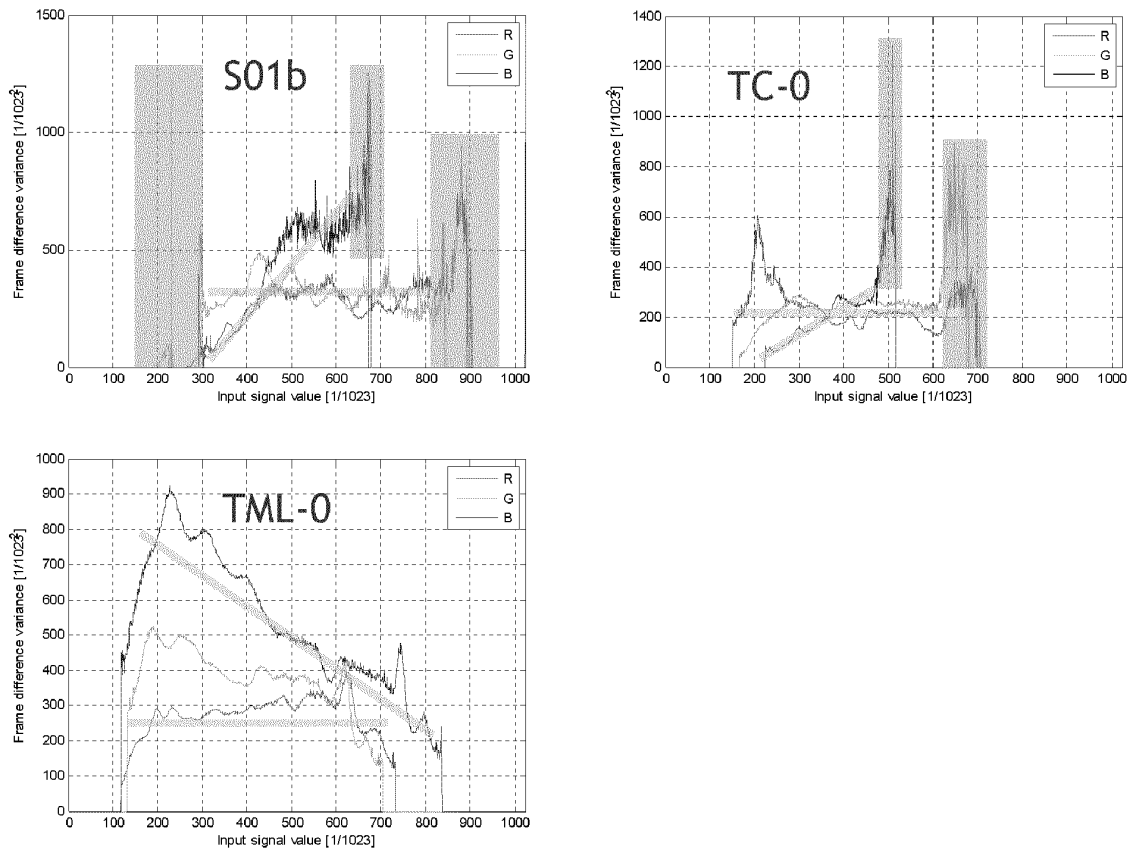 1500
1000
500
0
Frame difference variance [1/1023²]
S01b
R
G
B
0 100 200 300 400 500 600 700 800 900 1000
Input signal value [1/1023]
1400
1200
1000
800
600
400
200
0
Frame difference variance [1/1023²]
TC-0
R
G
B
0 100 200 300 400 500 600 700 800 900 1000
Input signal value [1/1023]
1000
900
800
700
600
500
400
300
200
100
0
Frame difference variance [1/1023²]
TML-0
R
G
B
0 100 200 300 400 500 600 700 800 900 1000
Input signal value [1/1023]